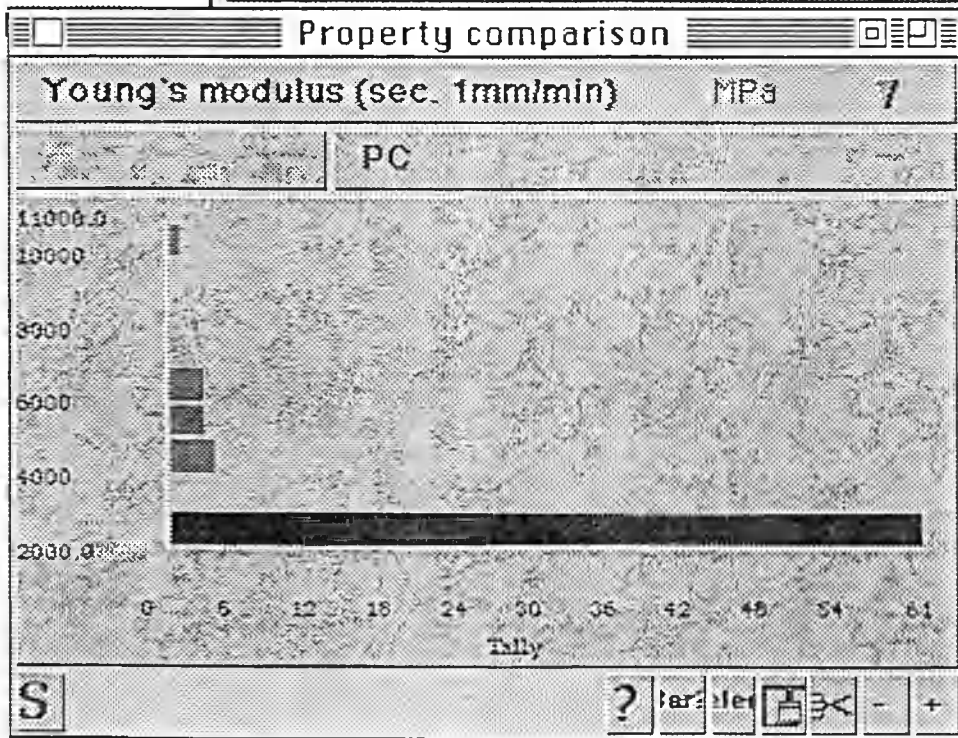 Property comparison
Young's modulus (sec. 1mm/min) MPa 7
PC
11000.0
10000
8000
6000
4000
2000.0
0 6 12 18 24 30 36 42 48 54 61
Tally
S ? - +